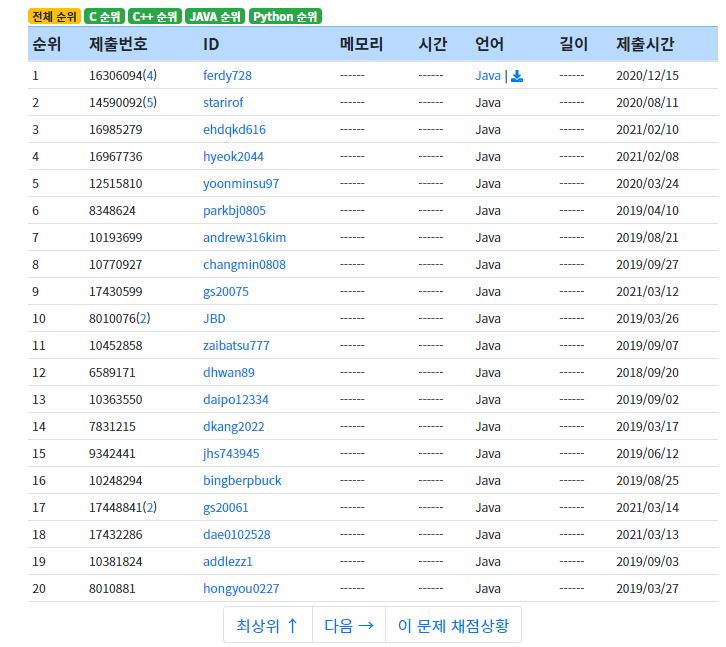 전체 순위 C 순위 C++ 순위 JAVA 순위 Python 순위
순위 제출번호 ID 메모리 시간 언어 길이 제출시간
1 16306094(4) ferdy728 ------ ------ Java | ------ 2020/12/15
2 14590092(5) starirof ------ ------ Java ------ 2020/08/11
3 16985279 ehdqkd616 ------ ------ Java ------ 2021/02/10
4 16967736 hyeok2044 ------ ------ Java ------ 2021/02/08
5 12515810 yoonminsu97 ------ ------ Java ------ 2020/03/24
6 8348624 parkbj0805 ------ ------ Java ------ 2019/04/10
7 10193699 andrew316kim ------ ------ Java ------ 2019/08/21
8 10770927 changmin0808 ------ ------ Java ------ 2019/09/27
9 17430599 gs20075 ------ ------ Java ------ 2021/03/12
10 8010076(2) JBD ------ ------ Java ------ 2019/03/26
11 10452858 zaibatsu777 ------ ------ Java ------ 2019/09/07
12 6589171 dhwan89 ------ ------ Java ------ 2018/09/20
13 10363550 daipo12334 ------ ------ Java ------ 2019/09/02
14 7831215 dkang2022 ------ ------ Java ------ 2019/03/17
15 9342441 jhs743945 ------ ------ Java ------ 2019/06/12
16 10248294 bingberpbuck ------ ------ Java ------ 2019/08/25
17 17448841(2) gs20061 ------ ------ Java ------ 2021/03/14
18 17432286 dae0102528 ------ ------ Java ------ 2021/03/13
19 10381824 addlezz1 ------ ------ Java ------ 2019/09/03
20 8010881 hongyou0227 ------ ------ Java ------ 2019/03/27
최상위 ↑ 다음 → 이 문제 채점상황